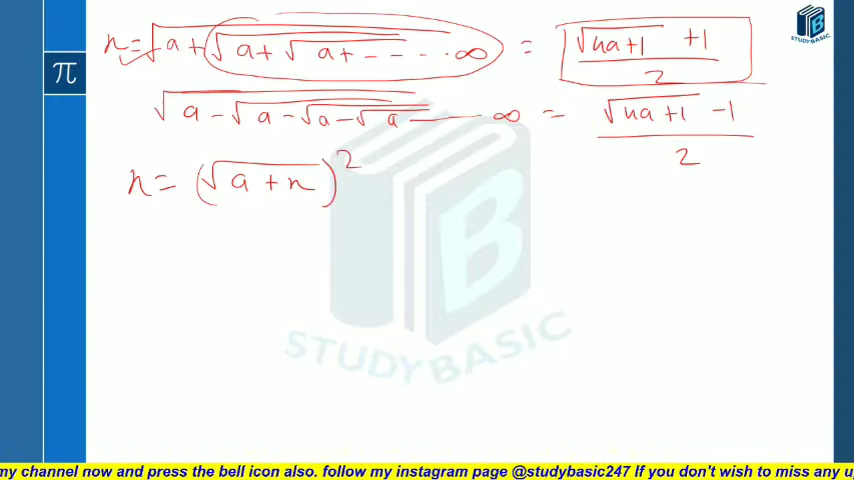 x = √a + √a + √a + - - - - - ∞ = √4a+1 +1 / 2
√a - √a - √a - √a ——— ∞ = √4a+1 -1 / 2
x = (√a + x)²
π
STUDYBASIC
STUDYBASIC
my channel now and press the bell icon also. follow my instagram page @studybasic247 If you don't wish to miss any u